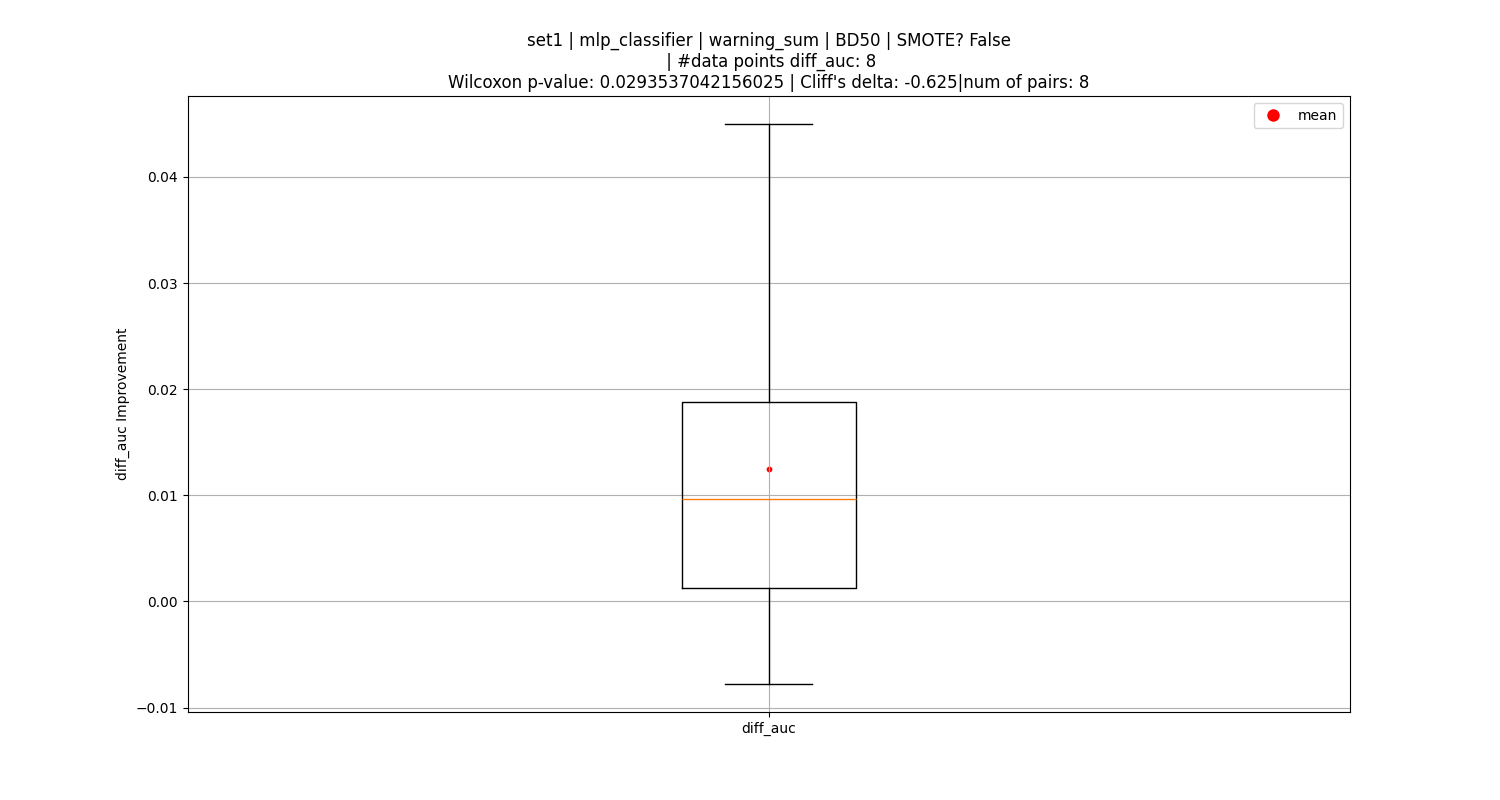 set1 | mlp_classifier | warning_sum | BD50 | SMOTE? False
| #data points diff_auc: 8
Wilcoxon p-value: 0.0293537042156025 | Cliff's delta: -0.625|num of pairs: 8
mean
0.04
0.03
0.02
0.01
0.00
−0.01
diff_auc Improvement
diff_auc